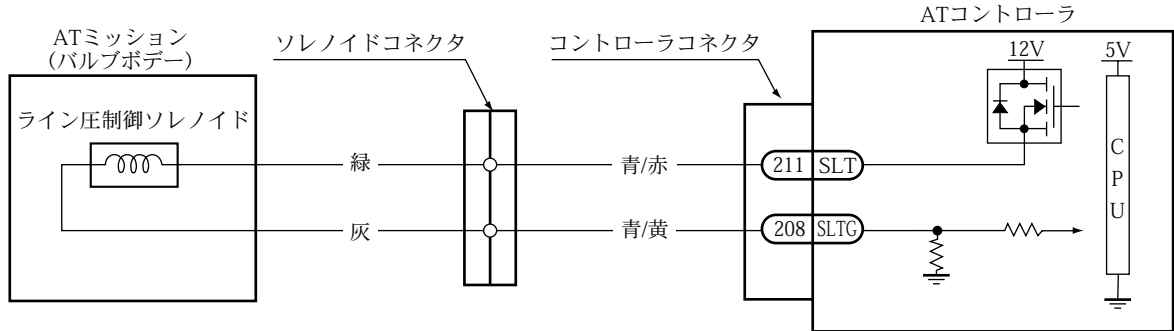 ATコントローラ
ATミッション
(バルブボデー)
ソレノイドコネクタ
コントローラコネクタ
12V
5V
ライン圧制御ソレノイド
緑
青/赤
211
SLT
CPU
灰
青/黄
208
SLTG